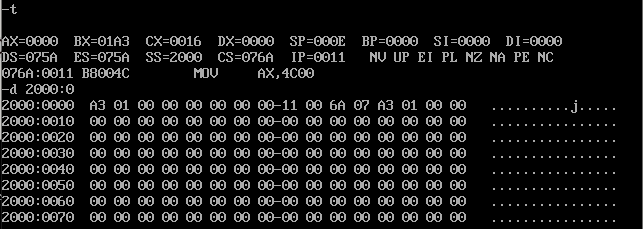 -t
AX=0000  BX=01A3  CX=0016  DX=0000  SP=000E  BP=0000  SI=0000  DI=0000
DS=075A  ES=075A  SS=2000  CS=076A  IP=0011   NV UP EI PL NZ NA PE NC
076A:0011 B8004C        MOV     AX,4C00
-d 2000:0
2000:0000  A3 01 00 00 00 00 00 00-11 00 6A 07 A3 01 00 00   ..........j.....
2000:0010  00 00 00 00 00 00 00 00-00 00 00 00 00 00 00 00   ................
2000:0020  00 00 00 00 00 00 00 00-00 00 00 00 00 00 00 00   ................
2000:0030  00 00 00 00 00 00 00 00-00 00 00 00 00 00 00 00   ................
2000:0040  00 00 00 00 00 00 00 00-00 00 00 00 00 00 00 00   ................
2000:0050  00 00 00 00 00 00 00 00-00 00 00 00 00 00 00 00   ................
2000:0060  00 00 00 00 00 00 00 00-00 00 00 00 00 00 00 00   ................
2000:0070  00 00 00 00 00 00 00 00-00 00 00 00 00 00 00 00   ................